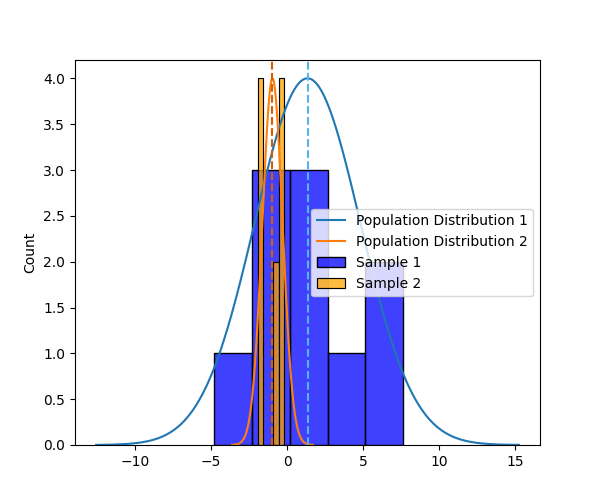 4.0
3.5
3.0
2.5
2.0
1.5
1.0
0.5
0.0
Count
Population Distribution 1
Population Distribution 2
Sample 1
Sample 2
−10 −5 0 5 10 15